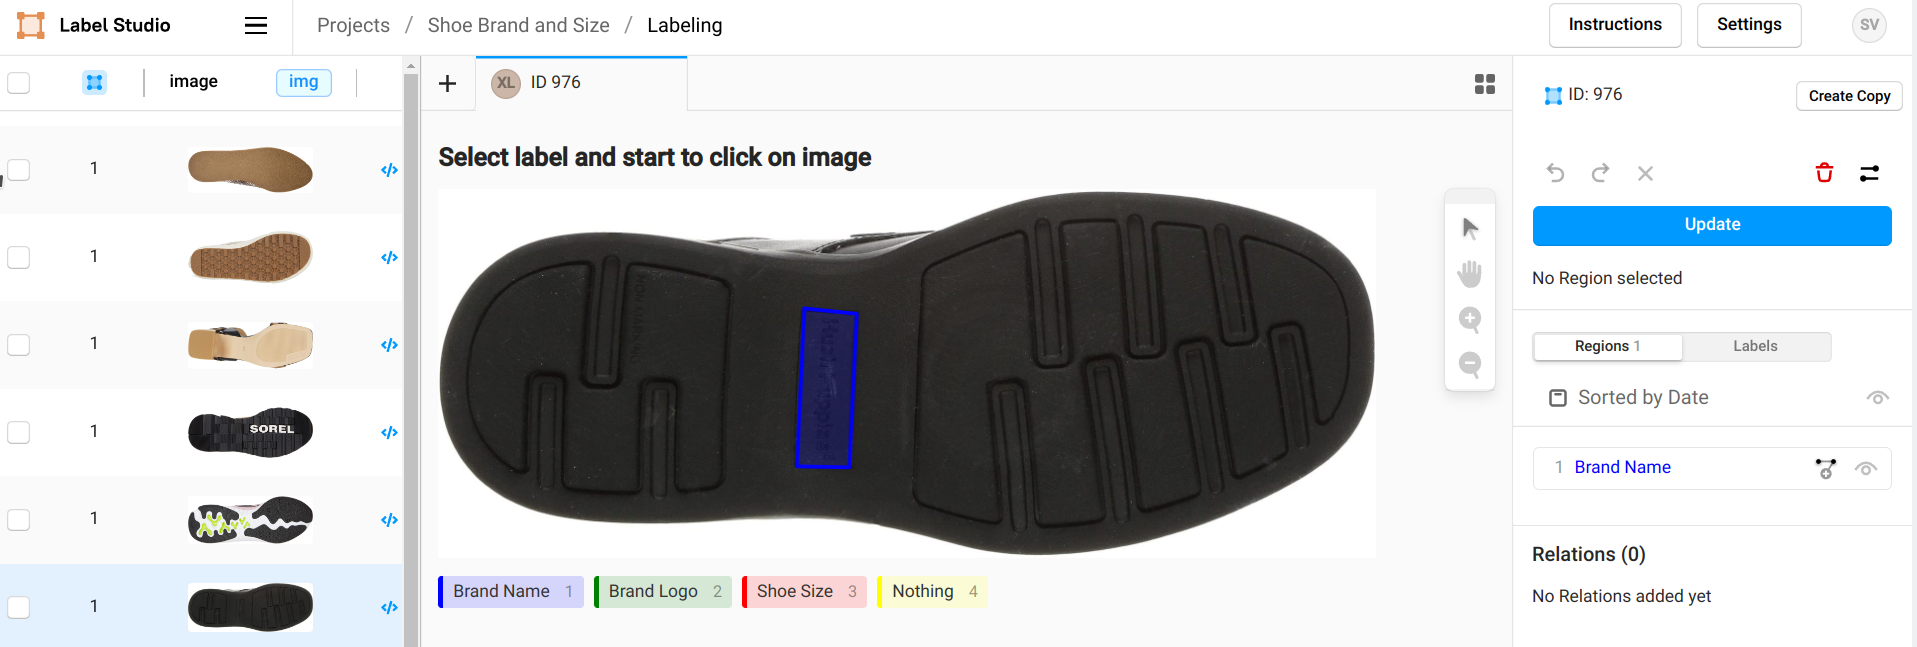 Label Studio
Projects / Shoe Brand and Size / Labeling
Instructions
Settings
SV
image
img
XL ID 976
ID: 976
Create Copy
Select label and start to click on image
Update
No Region selected
Regions 1
Labels
Sorted by Date
1 Brand Name
Relations (0)
No Relations added yet
1
1
1
1
SOREL
1
1
Brand Name 1
Brand Logo 2
Shoe Size 3
Nothing 4